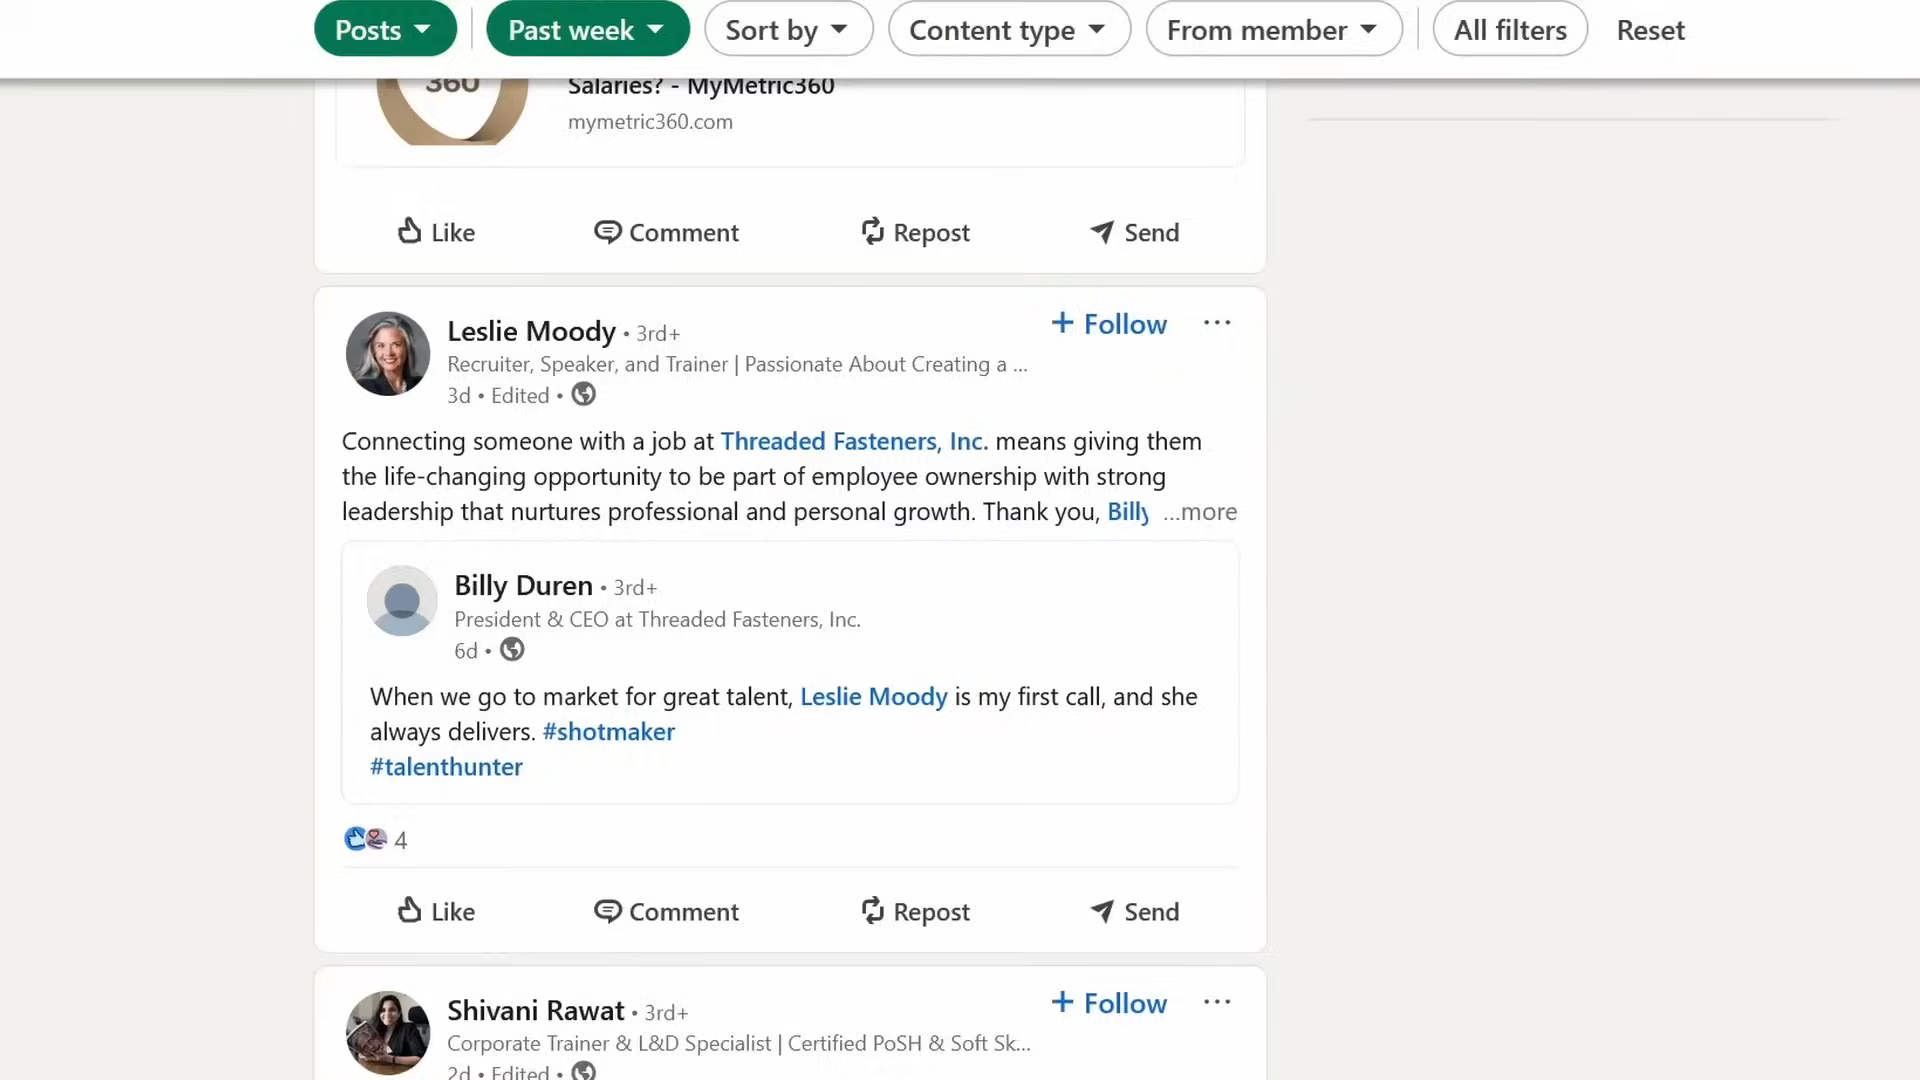 Posts
Past week
Sort by
Content type
From member
All filters
Reset
360
Salaries? - MyMetric360
mymetric360.com
Like
Comment
Repost
Send
Leslie Moody • 3rd+
+ Follow
Recruiter, Speaker, and Trainer | Passionate About Creating a ...
3d • Edited •
Connecting someone with a job at Threaded Fasteners, Inc. means giving them
the life-changing opportunity to be part of employee ownership with strong
leadership that nurtures professional and personal growth. Thank you, Billy ...more
Billy Duren • 3rd+
President & CEO at Threaded Fasteners, Inc.
6d •
When we go to market for great talent, Leslie Moody is my first call, and she
always delivers. #shotmaker
#talenthunter
4
Like
Comment
Repost
Send
Shivani Rawat • 3rd+
+ Follow
Corporate Trainer & L&D Specialist | Certified PoSH & Soft Sk...
2d • Edited •